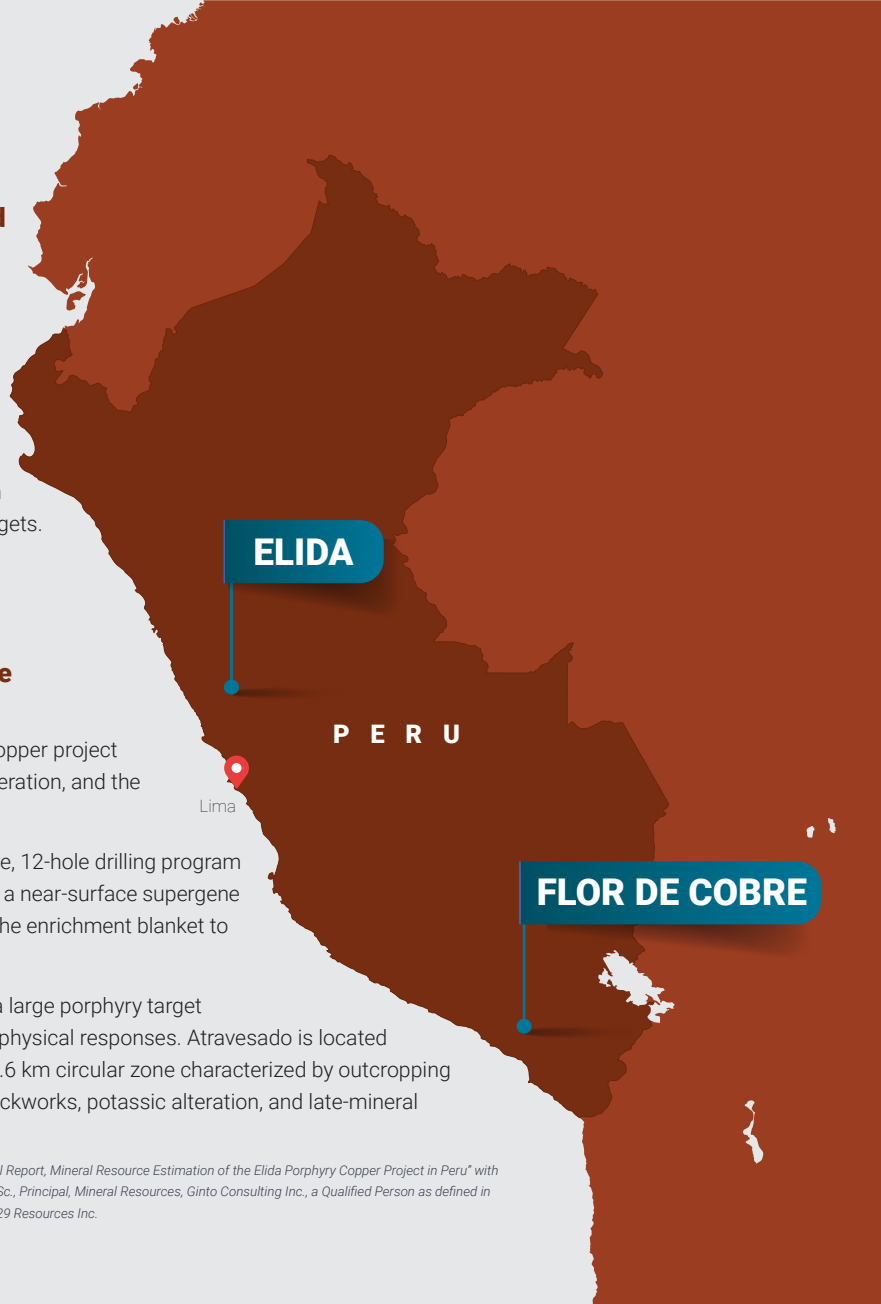 gets.
ELIDA
e
PERU
opper project
eration, and the
Lima
e, 12-hole drilling program
a near-surface supergene
he enrichment blanket to
FLOR DE COBRE
a large porphyry target
physical responses. Atravesado is located
.6 km circular zone characterized by outcropping
ckworks, potassic alteration, and late-mineral
l Report, Mineral Resource Estimation of the Elida Porphyry Copper Project in Peru” with
Sc., Principal, Mineral Resources, Ginto Consulting Inc., a Qualified Person as defined in
29 Resources Inc.